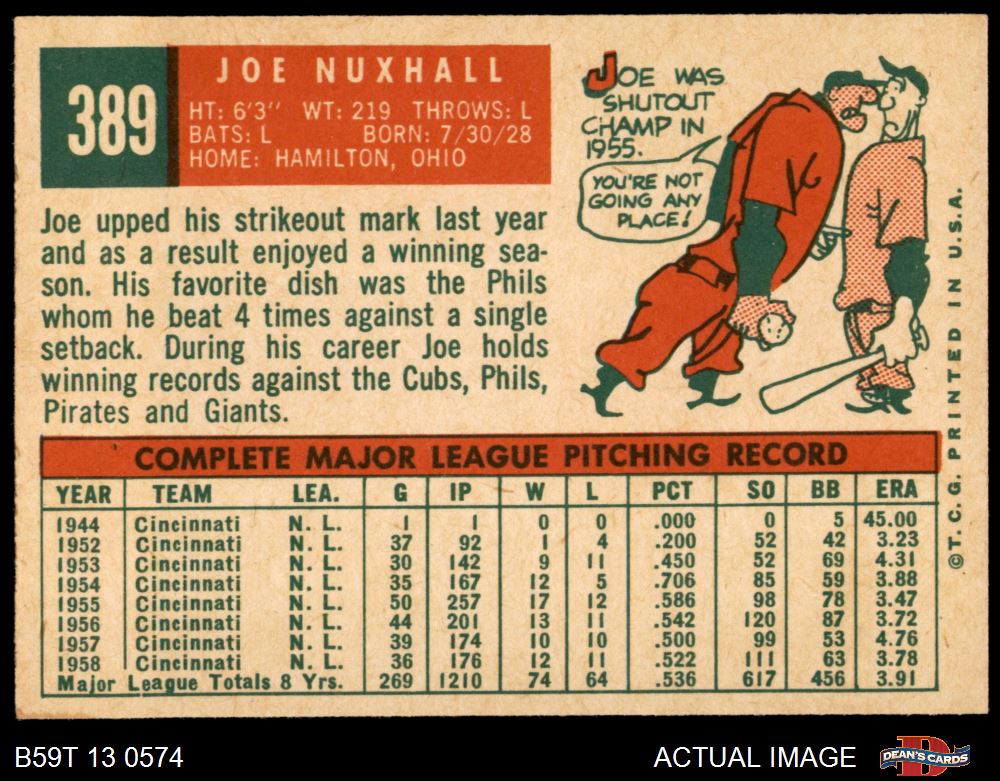 389
JOE NUXHALL
HT: 6'3" WT: 219 THROWS: L
BATS: L BORN: 7/30/28
HOME: HAMILTON, OHIO
Joe upped his strikeout mark last year
and as a result enjoyed a winning sea-
son. His favorite dish was the Phils
whom he beat 4 times against a single
setback. During his career Joe holds
winning records against the Cubs, Phils,
Pirates and Giants.
JOE WAS
SHUTOUT
CHAMP IN
1955.
YOU'RE NOT
GOING ANY
PLACE!
COMPLETE MAJOR LEAGUE PITCHING RECORD
YEAR TEAM LEA. G IP W L PCT SO BB ERA
1944 Cincinnati N. L. 1 1 0 0 .000 0 5 45.00
1952 Cincinnati N. L. 37 92 1 4 .200 52 42 3.23
1953 Cincinnati N. L. 30 142 9 11 .450 52 69 4.31
1954 Cincinnati N. L. 35 167 12 5 .706 85 59 3.88
1955 Cincinnati N. L. 50 257 17 12 .586 98 78 3.47
1956 Cincinnati N. L. 44 201 13 11 .542 120 87 3.72
1957 Cincinnati N. L. 39 174 10 10 .500 99 53 4.76
1958 Cincinnati N. L. 36 176 12 11 .522 111 63 3.78
Major League Totals 8 Yrs. 269 1210 74 64 .536 617 456 3.91
© T. C. G. PRINTED IN U.S.A.
B59T 13 0574
ACTUAL IMAGE
DEAN'S CARDS